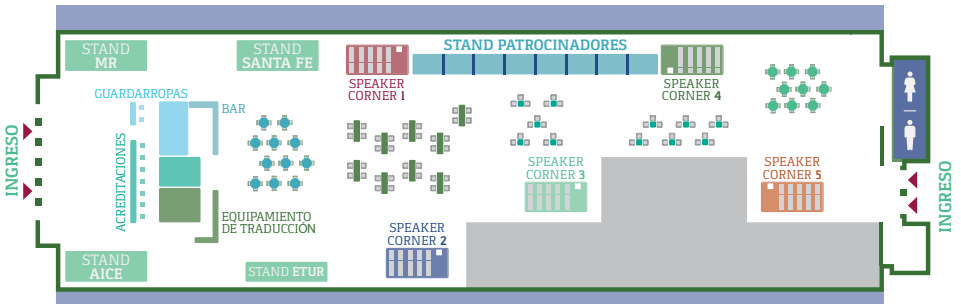 STAND
MR
STAND
SANTA FE
STAND PATROCINADORES
SPEAKER
CORNER 1
SPEAKER
CORNER 4
GUARDARROPAS
BAR
INGRESO
ACREDITACIONES
SPEAKER
CORNER 3
SPEAKER
CORNER 5
INGRESO
EQUIPAMIENTO
DE TRADUCCIÓN
SPEAKER
CORNER 2
STAND
AICE
STAND ETUR